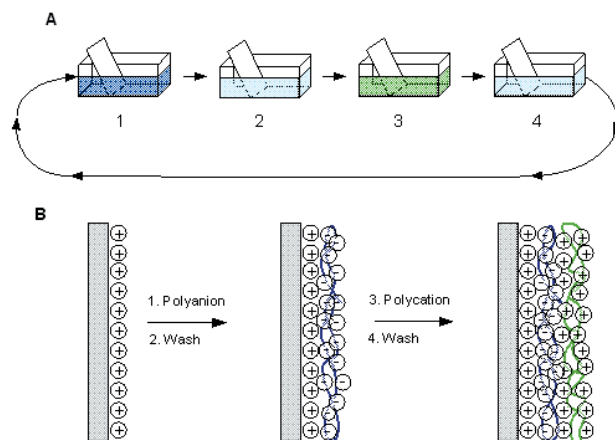 A
1 2 3 4
B
1. Polyanion
2. Wash
3. Polycation
4. Wash